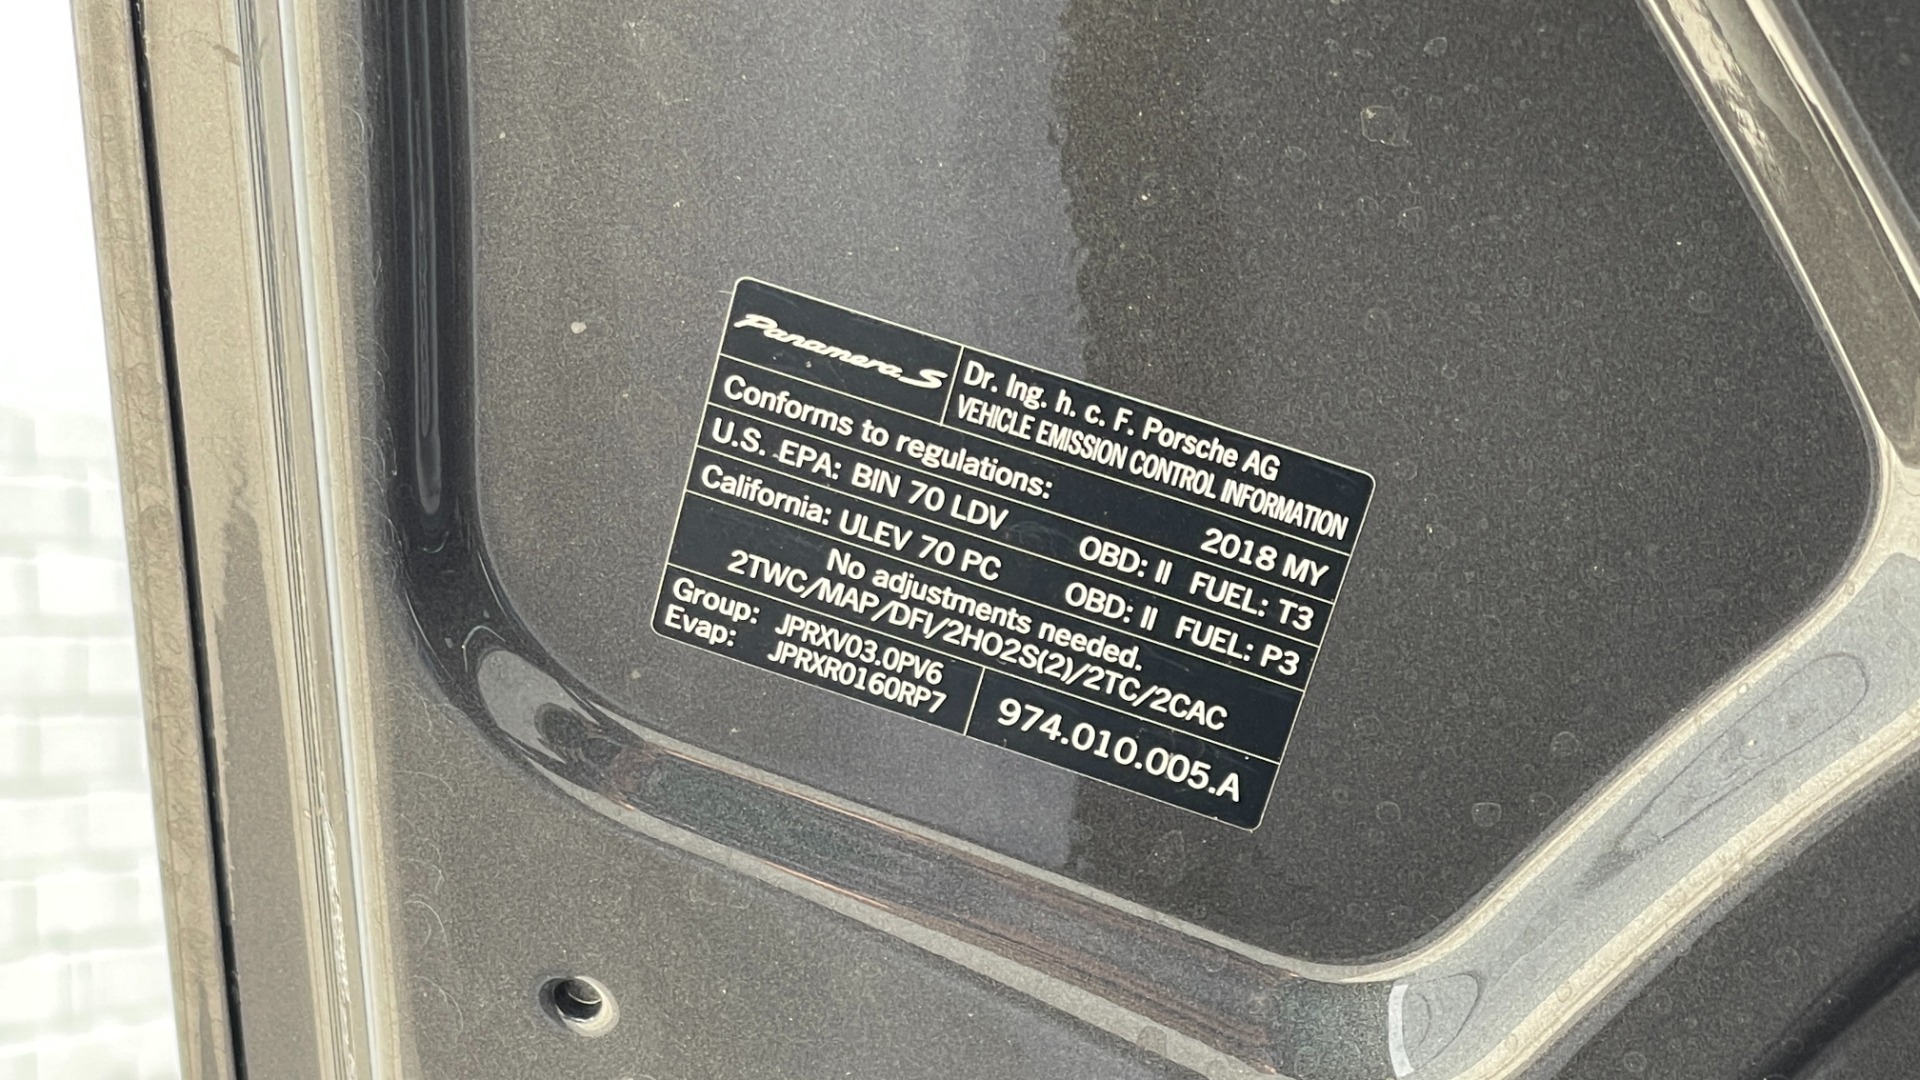 Panamera S
Dr. Ing. h. c. F. Porsche AG
VEHICLE EMISSION CONTROL INFORMATION
Conforms to regulations: 2018 MY
U.S. EPA: BIN 70 LDV OBD: II FUEL: T3
California: ULEV 70 PC OBD: II FUEL: P3
No adjustments needed.
2TWC/MAP/DFI/2HO2S(2)/2TC/2CAC
Group: JPRXV03.0PV6
Evap: JPRXR0160RP7
974.010.005.A